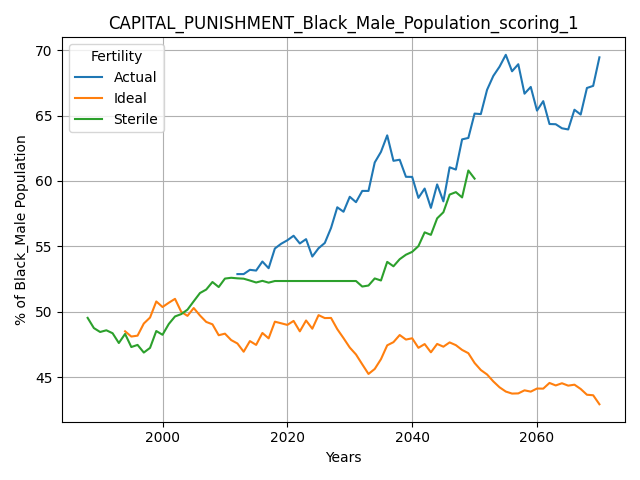 CAPITAL_PUNISHMENT_Black_Male_Population_scoring_1
Fertility
Actual
Ideal
Sterile
% of Black_Male Population
70
65
60
55
50
45
2000
2020
2040
2060
Years